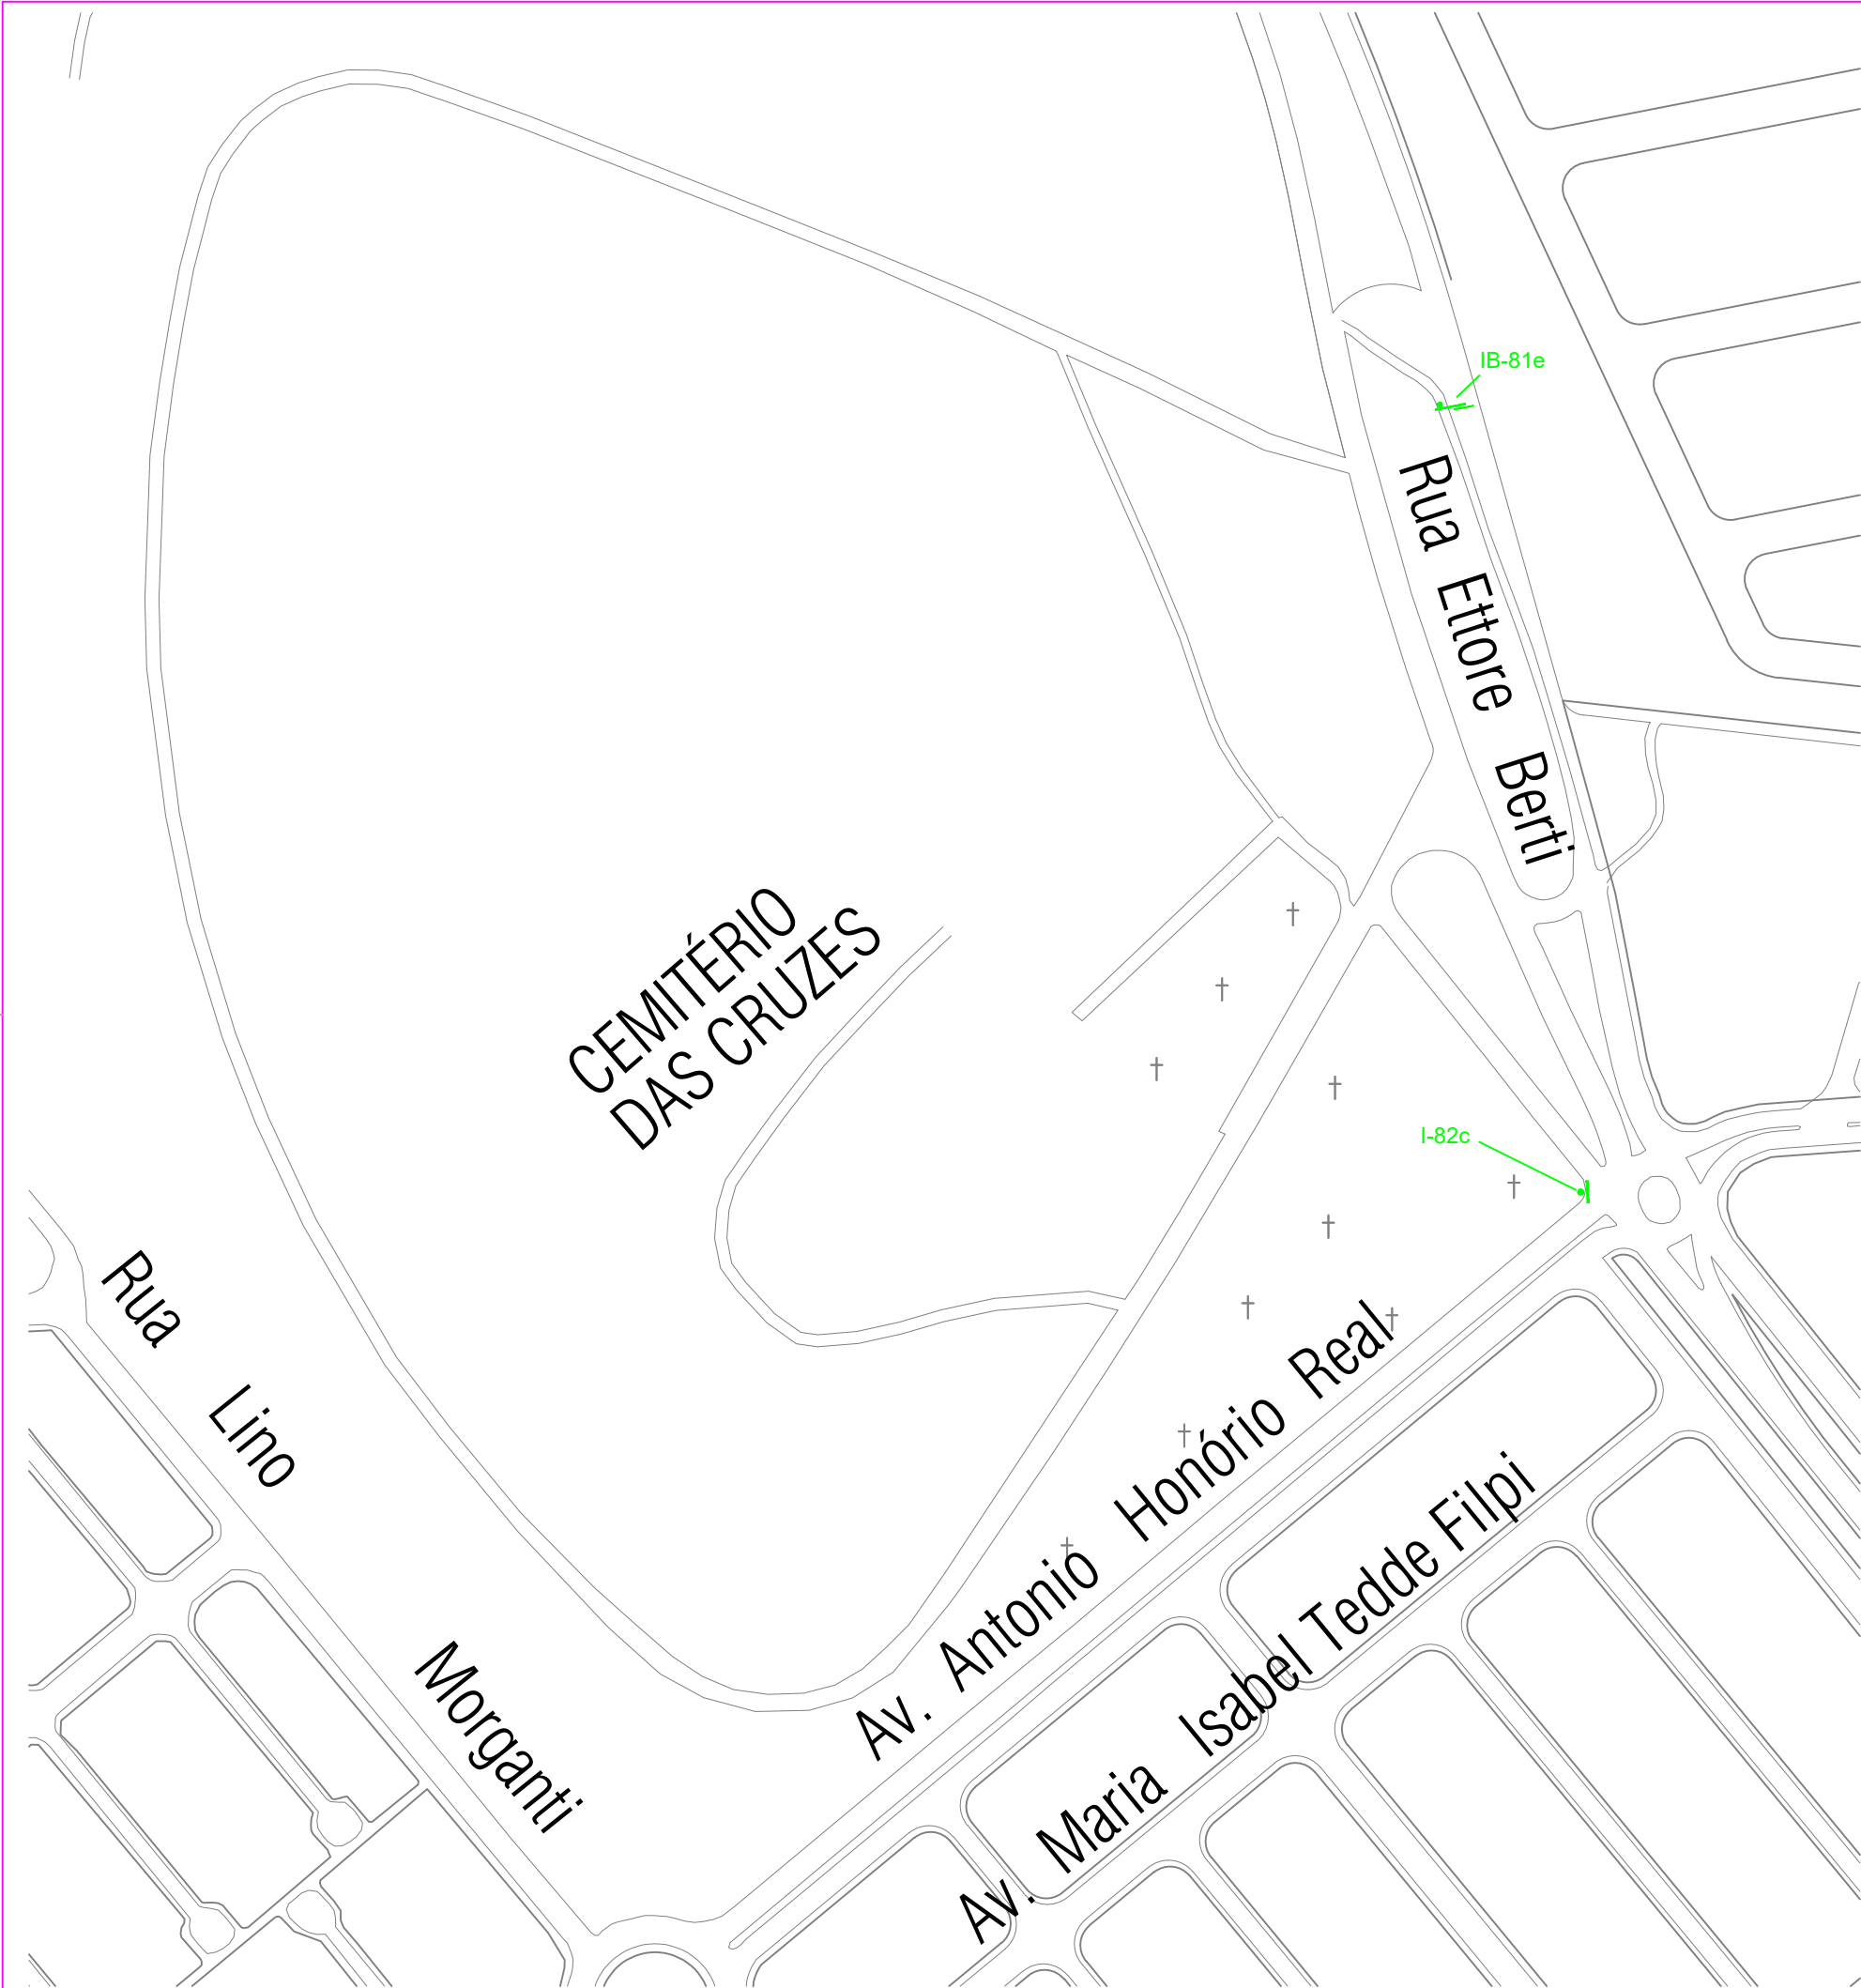 IB-81e
Rua Ettore Berti
CEMITÉRIO
DAS CRUZES
I-82c
Rua Lino Morganti
Av. Antonio Honório Real
Av. Maria Isabel Tedde Filpi